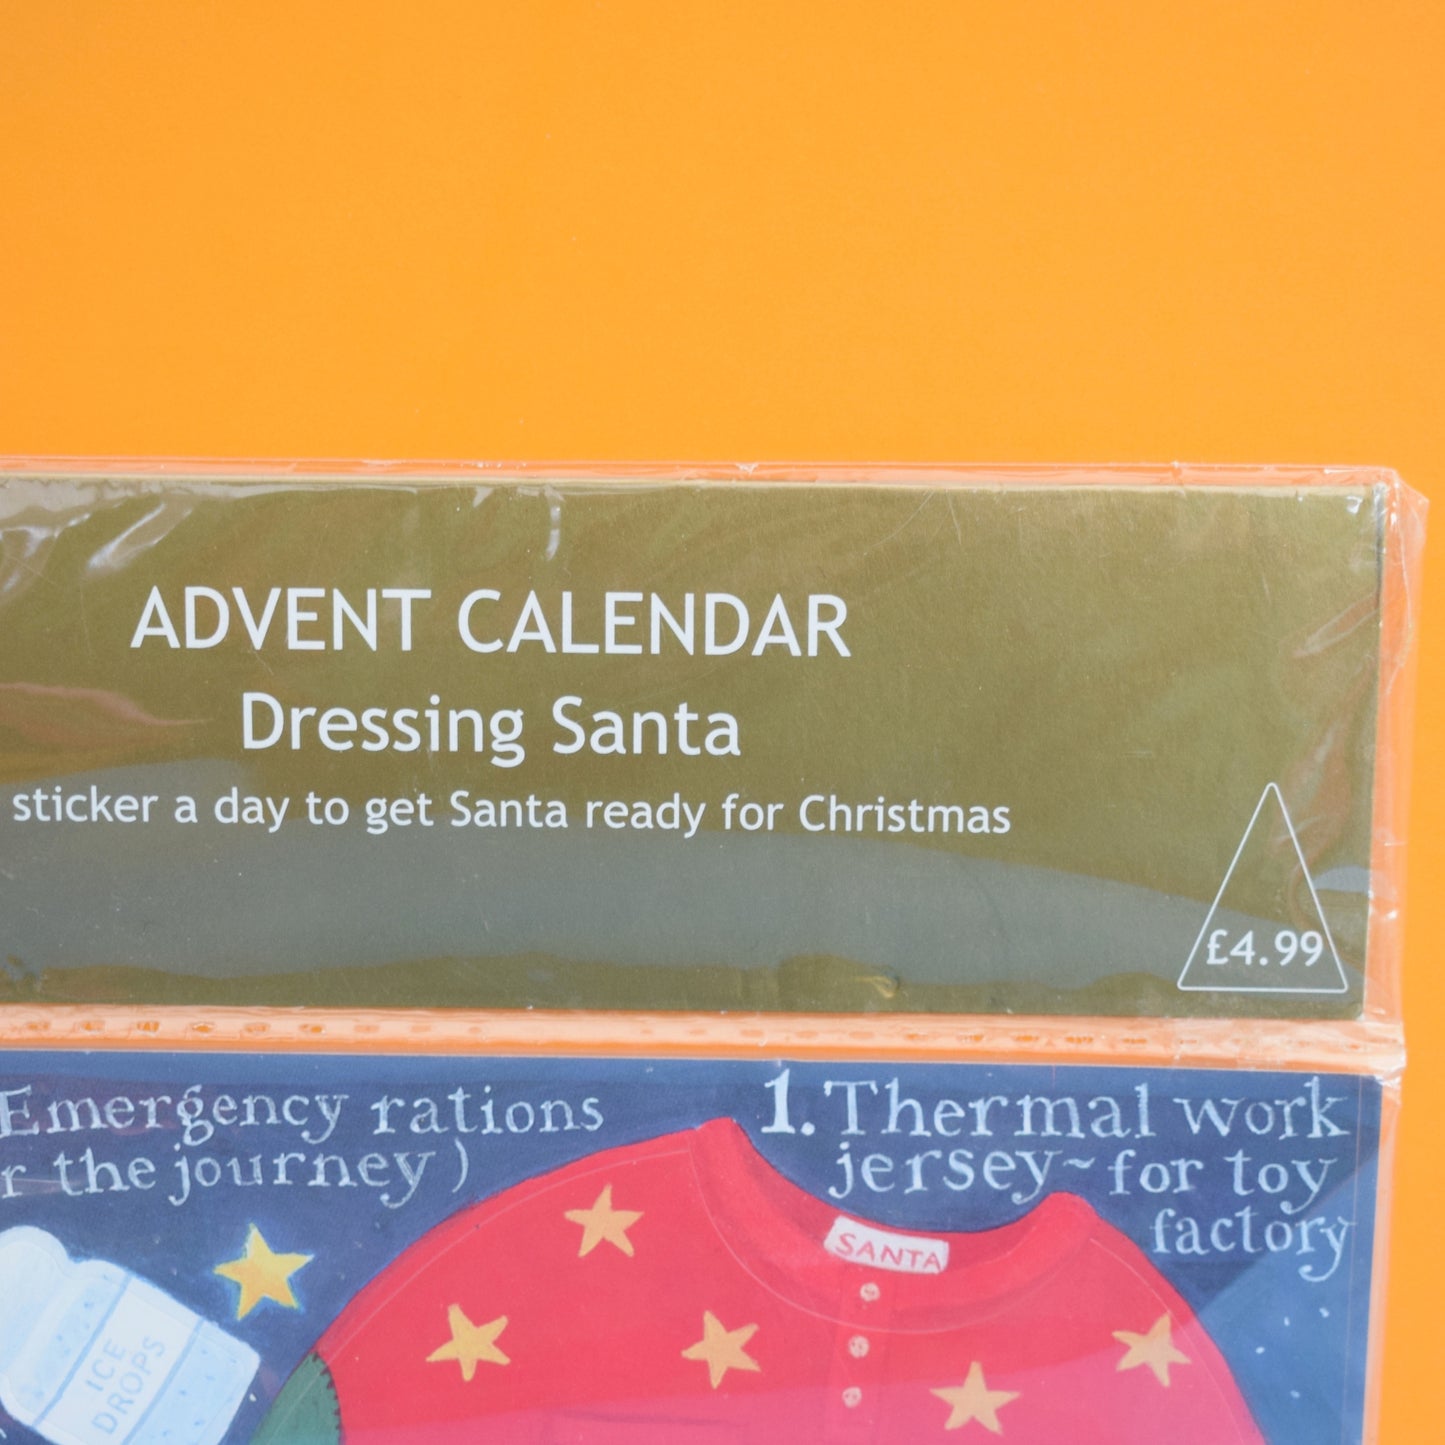 ADVENT CALENDAR
Dressing Santa
sticker a day to get Santa ready for Christmas
£4.99
Emergency rations
r the journey)
1. Thermal work
jersey~for toy
factory
SANTA
ICE
DROPS